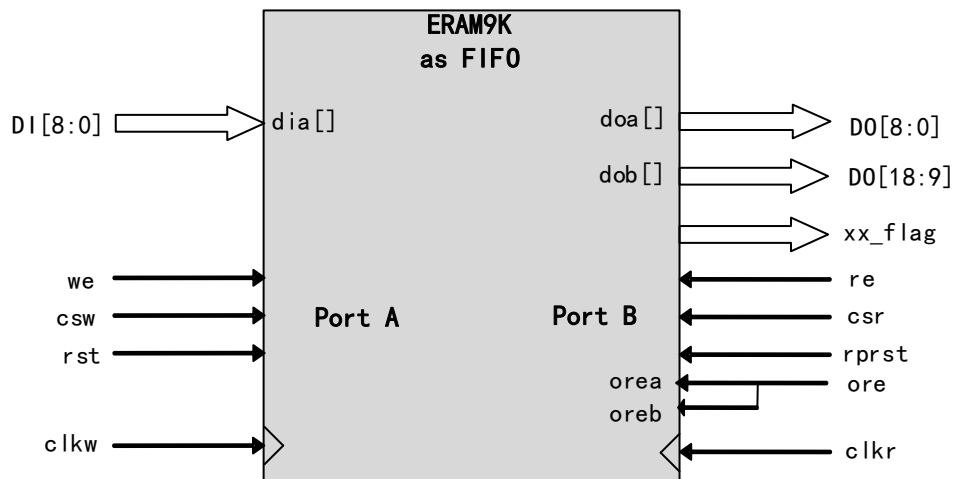 ERAM9K
as FIFO
DI[8:0]
dia[]
doa[]
DO[8:0]
dob[]
DO[18:9]
xx_flag
we
re
csw
Port A
Port B
csr
rst
rprst
orea
ore
oreb
clkw
clkr